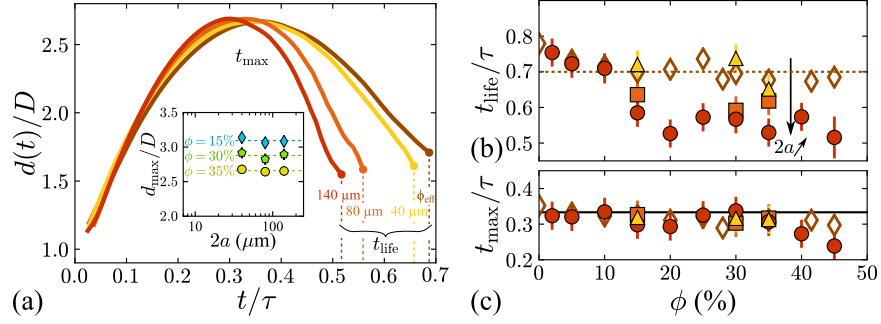 d(t)/D
2.5
2.0
1.5
1.0
t_max
3.5
3.0
2.5
2.0
d_max/D
ϕ = 15%
ϕ = 30%
ϕ = 35%
10
100
2a (μm)
140 μm
80 μm
40 μm
ϕ_eff
t_life
0.0 0.1 0.2 0.3 0.4 0.5 0.6 0.7
t/τ
(a)
t_life/τ
0.8
0.7
0.6
0.5
2a↗
(b)
t_max/τ
0.4
0.3
0.2
0 10 20 30 40 50
ϕ (%)
(c)